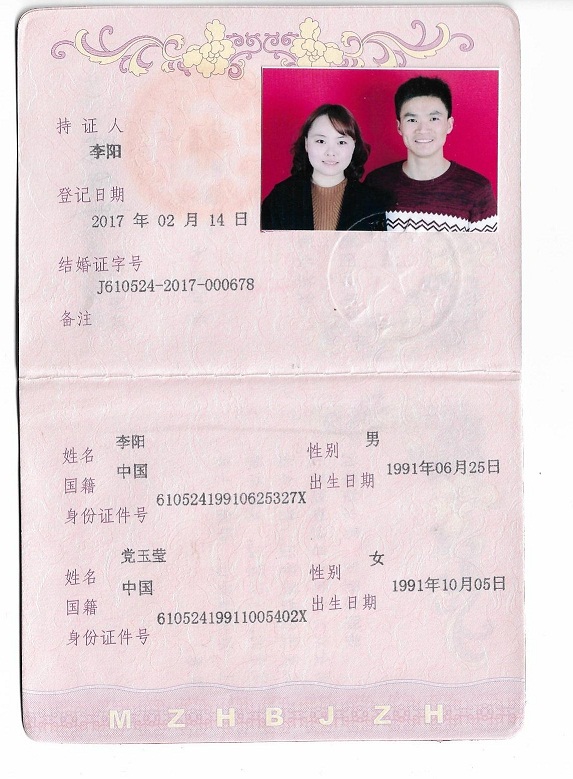 持证人
李阳
登记日期
2017 年 02 月 14 日
结婚证字号
J610524-2017-000678
备注
姓名 李阳 性别 男
国籍 中国 出生日期 1991年06月25日
身份证件号 61052419910625327X
姓名 党玉莹 性别 女
国籍 中国 出生日期 1991年10月05日
身份证件号 61052419911005402X
MZHBJZH